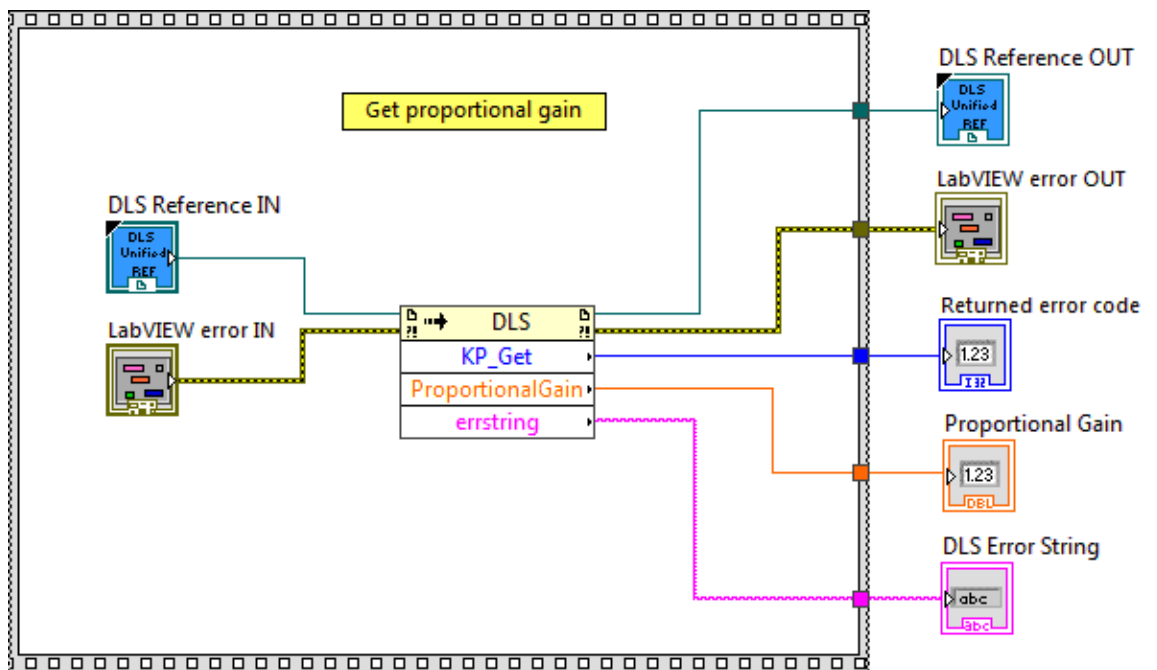 DLS Reference OUT
DLS
Unified
REF
Get proportional gain
LabVIEW error OUT
DLS Reference IN
DLS
Unified
REF
LabVIEW error IN
?! DLS ?!
KP_Get
ProportionalGain
errstring
Returned error code
1.23
I32
Proportional Gain
1.23
DBL
DLS Error String
abc
abc